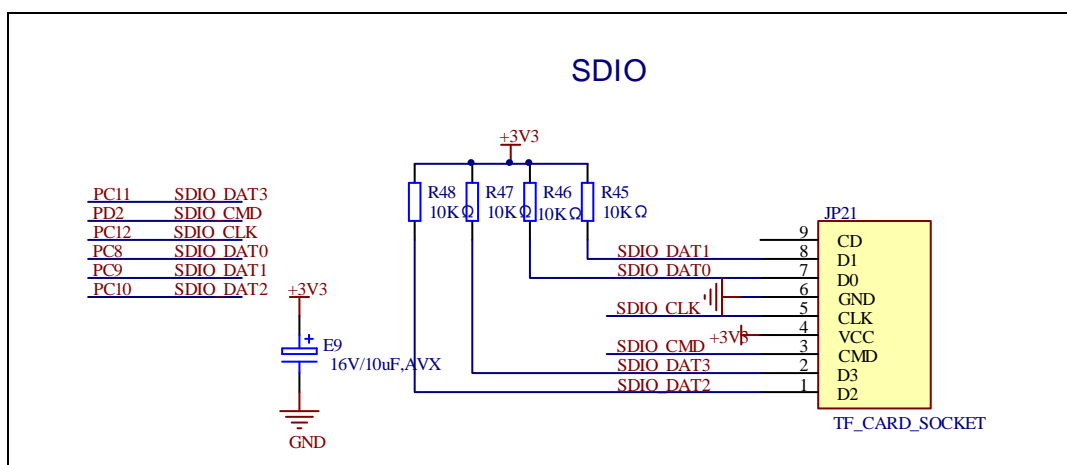 SDIO
+3V3
R48 R47 R46 R45
10KΩ 10KΩ 10KΩ 10KΩ
PC11 SDIO_DAT3
PD2 SDIO_CMD
PC12 SDIO_CLK
PC8 SDIO_DAT0
PC9 SDIO_DAT1
PC10 SDIO_DAT2
+3V3
E9
16V/10uF,AVX
GND
JP21
9 CD
SDIO_DAT1 8 D1
SDIO_DAT0 7 D0
6 GND
SDIO_CLK 5 CLK
+3V3 4 VCC
SDIO_CMD 3 CMD
SDIO_DAT3 2 D3
SDIO_DAT2 1 D2
TF_CARD_SOCKET